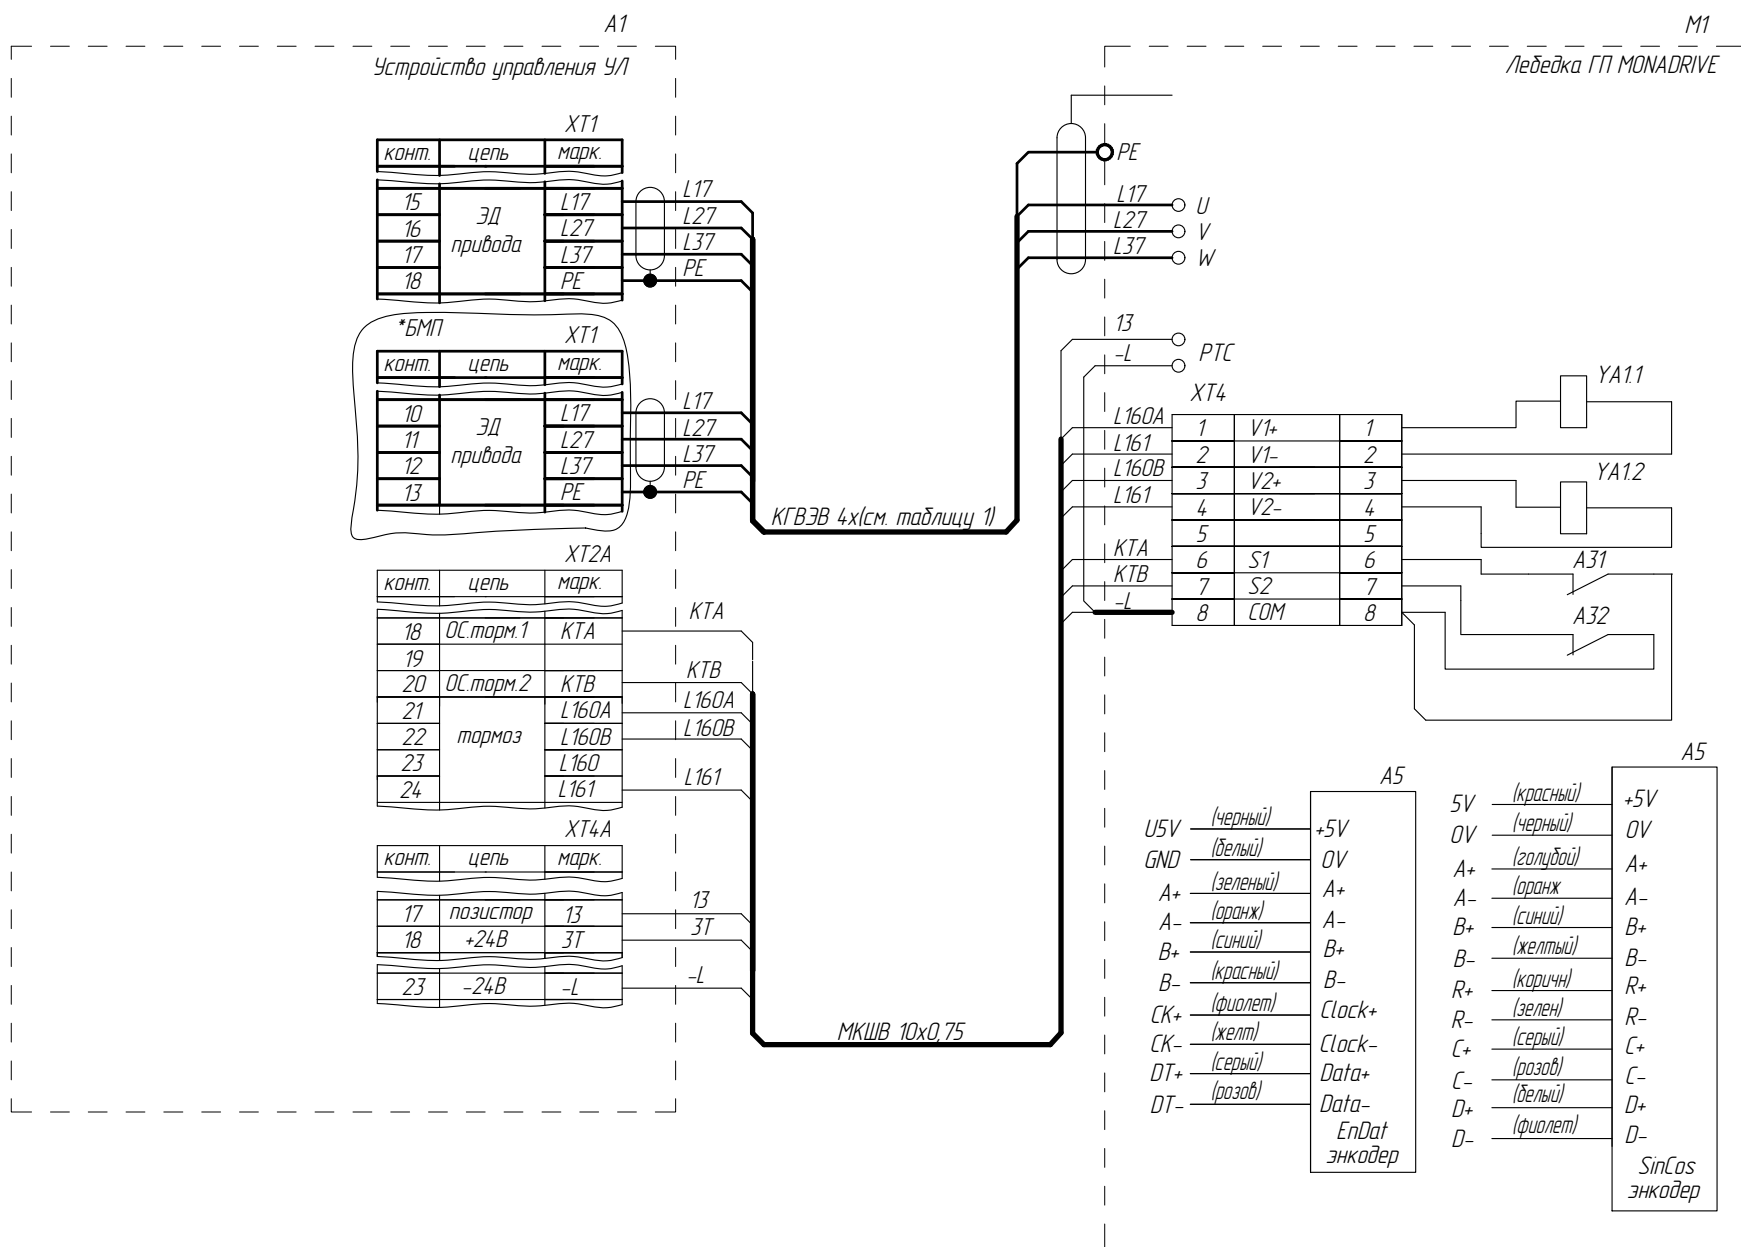 A1
Устройство управления УЛ
XT1
конт. цепь марк.
15 L17
16 L27
17 L37
18 PE
ЭД
привода
L17
L27
L37
PE
*БМП
XT1
конт. цепь марк.
10 L17
11 L27
12 L37
13 PE
ЭД
привода
L17
L27
L37
PE
КГВЭВ 4х(см. таблицу 1)
XT2A
конт. цепь марк.
18 ОС.торм.1 КТА
19
20 ОС.торм.2 КТВ
21 L160A
22 тормоз L160B
23 L160
24 L161
КТА
КТВ
L160A
L160B
L161
XT4A
конт. цепь марк.
17 позистор 13
18 +24В 3Т
23 -24В -L
13
3Т
-L
МКШВ 10х0,75
M1
Лебедка ГП MONADRIVE
PE
L17 U
L27 V
L37 W
13
-L
PTC
XT4
L160A 1 V1+ 1
L161 2 V1- 2
L160B 3 V2+ 3
L161 4 V2- 4
5 5
КТА 6 S1 6
КТВ 7 S2 7
-L 8 COM 8
YA1.1
YA1.2
A31
A32
A5
U5V (черный) +5V
GND (белый) 0V
A+ (зеленый) A+
A- (оранж) A-
B+ (синий) B+
B- (красный) B-
CK+ (фиолет) Clock+
CK- (желт) Clock-
DT+ (серый) Data+
DT- (розов) Data-
EnDat
энкодер
A5
5V (красный) +5V
0V (черный) 0V
A+ (голубой) A+
A- (оранж A-
B+ (синий) B+
B- (желтый) B-
R+ (коричн) R+
R- (зелен) R-
C+ (серый) C+
C- (розов) C-
D+ (белый) D+
D- (фиолет) D-
SinCos
энкодер